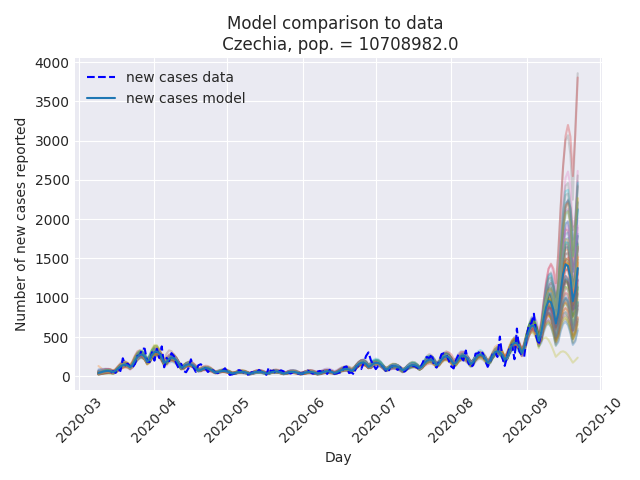 Model comparison to data
Czechia, pop. = 10708982.0
new cases data
new cases model
Number of new cases reported
4000
3500
3000
2500
2000
1500
1000
500
0
2020-03
2020-04
2020-05
2020-06
2020-07
2020-08
2020-09
2020-10
Day